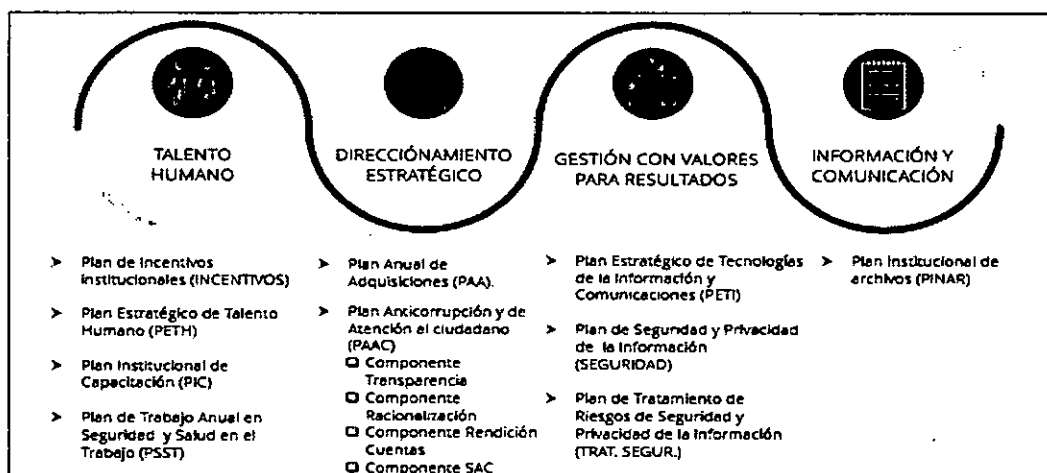 TALENTO
HUMANO
DIRECCIÓNAMIENTO
ESTRATÉGICO
GESTIÓN CON VALORES
PARA RESULTADOS
INFORMACIÓN Y
COMUNICACIÓN
➤ Plan de Incentivos
Institucionales (INCENTIVOS)
➤ Plan Estratégico de Talento
Humano (PETH)
➤ Plan Institucional de
Capacitación (PIC)
➤ Plan de Trabajo Anual en
Seguridad y Salud en el
Trabajo (PSST)
➤ Plan Anual de
Adquisiciones (PAA).
➤ Plan Anticorrupción y de
Atención al ciudadano
(PAAC)
❑ Componente
Transparencia
❑ Componente
Racionalización
❑ Componente Rendición
Cuentas
❑ Componente SAC
➤ Plan Estratégico de Tecnologías
de la Información y
Comunicaciones (PETI)
➤ Plan de Seguridad y Privacidad
de la Información
(SEGURIDAD)
➤ Plan de Tratamiento de
Riesgos de Seguridad y
Privacidad de la Información
(TRAT. SEGUR.)
➤ Plan Institucional de
archivos (PINAR)